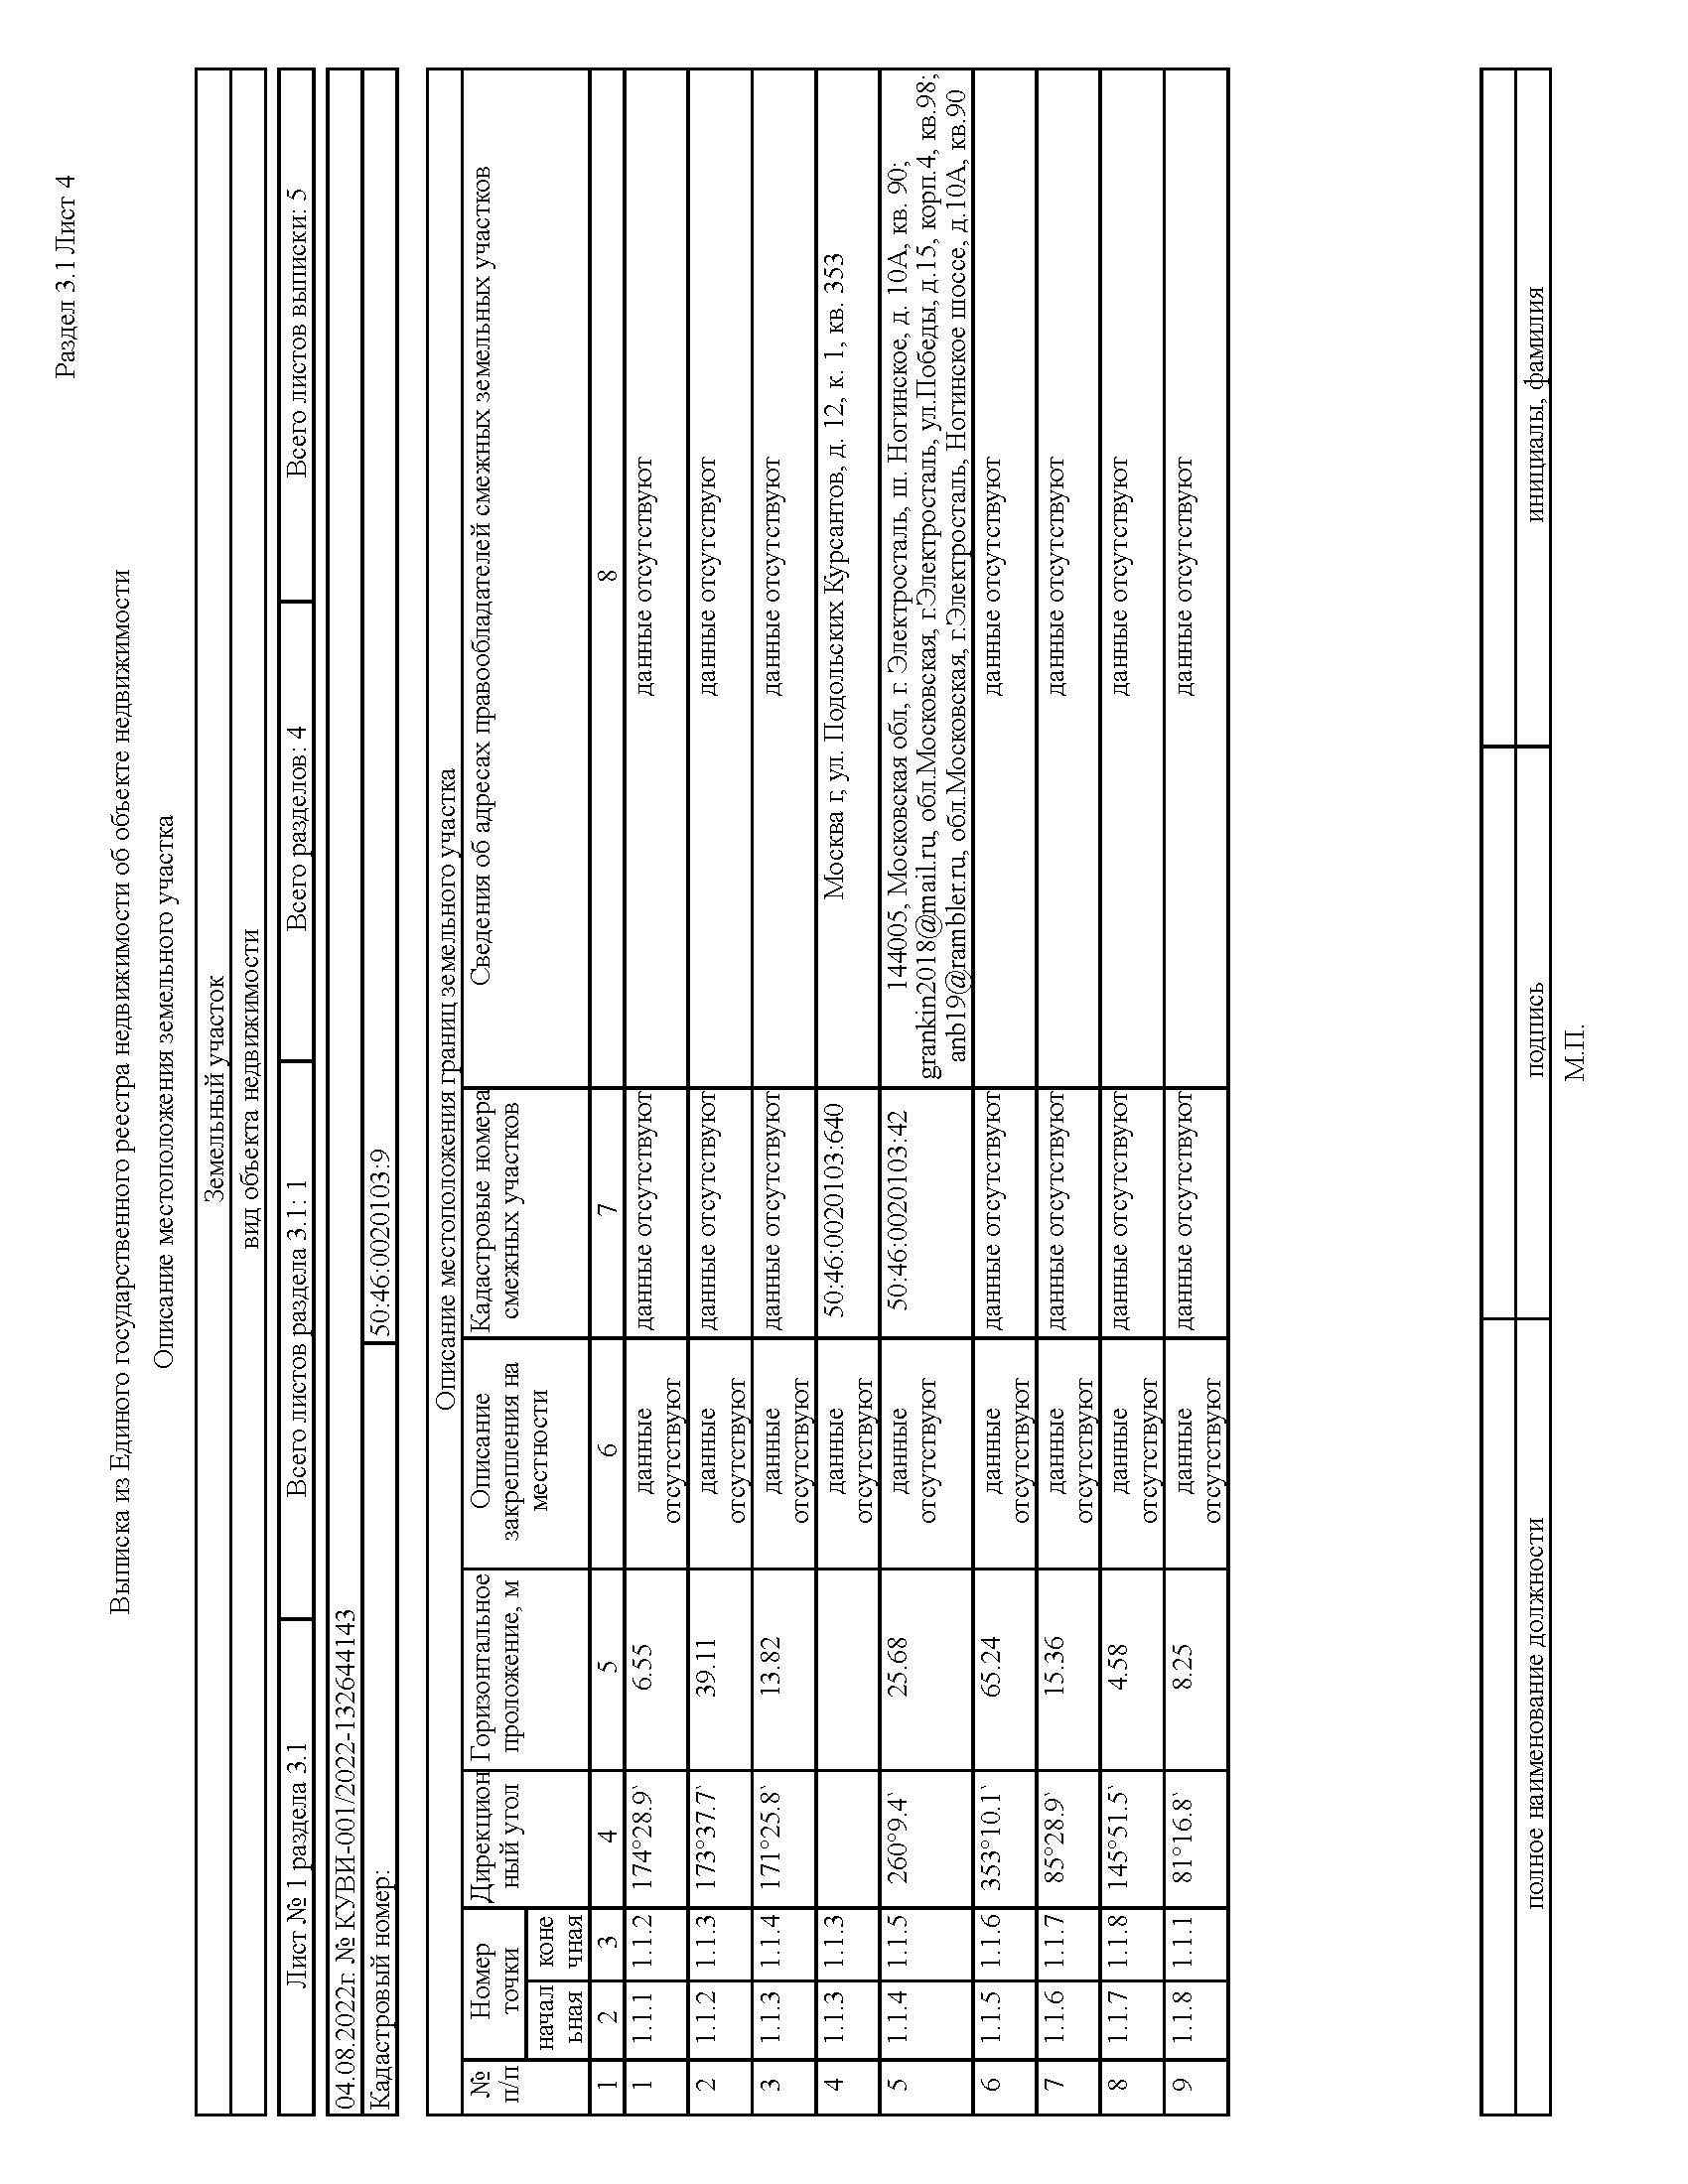 Раздел 3.1 Лист 4
Выписка из Единого государственного реестра недвижимости об объекте недвижимости
Описание местоположения земельного участка
Земельный участок
вид объекта недвижимости
Лист № 1 раздела 3.1 Всего листов раздела 3.1: 1 Всего разделов: 4 Всего листов выписки: 5
04.08.2022г. № КУВИ-001/2022-132644143
Кадастровый номер: 50:46:0020103:9
Описание местоположения границ земельного участка
№ Номер Дирекцион Горизонтальное Описание Кадастровые номера Сведения об адресах правообладателей смежных земельных участков
п/п точки ный угол проложение, м закрепления на смежных участков
начал коне местности
ьная чная
1 2 3 4 5 6 7 8
1 1.1.1 1.1.2 174°28.9` 6.55 данные данные отсутствуют данные отсутствуют
отсутствуют
2 1.1.2 1.1.3 173°37.7` 39.11 данные данные отсутствуют данные отсутствуют
отсутствуют
3 1.1.3 1.1.4 171°25.8` 13.82 данные данные отсутствуют данные отсутствуют
отсутствуют
4 1.1.3 1.1.3 данные 50:46:0020103:640 Москва г, ул. Подольских Курсантов, д. 12, к. 1, кв. 353
отсутствуют
5 1.1.4 1.1.5 260°9.4` 25.68 данные 50:46:0020103:42 144005, Московская обл, г. Электросталь, ш. Ногинское, д. 10А, кв. 90;
отсутствуют grankin2018@mail.ru, обл.Московская, г.Электросталь, ул.Победы, д.15, корп.4, кв.98;
anb19@rambler.ru, обл.Московская, г.Электросталь, Ногинское шоссе, д.10А, кв.90
6 1.1.5 1.1.6 353°10.1` 65.24 данные данные отсутствуют данные отсутствуют
отсутствуют
7 1.1.6 1.1.7 85°28.9` 15.36 данные данные отсутствуют данные отсутствуют
отсутствуют
8 1.1.7 1.1.8 145°51.5` 4.58 данные данные отсутствуют данные отсутствуют
отсутствуют
9 1.1.8 1.1.1 81°16.8` 8.25 данные данные отсутствуют данные отсутствуют
отсутствуют
полное наименование должности подпись инициалы, фамилия
М.П.